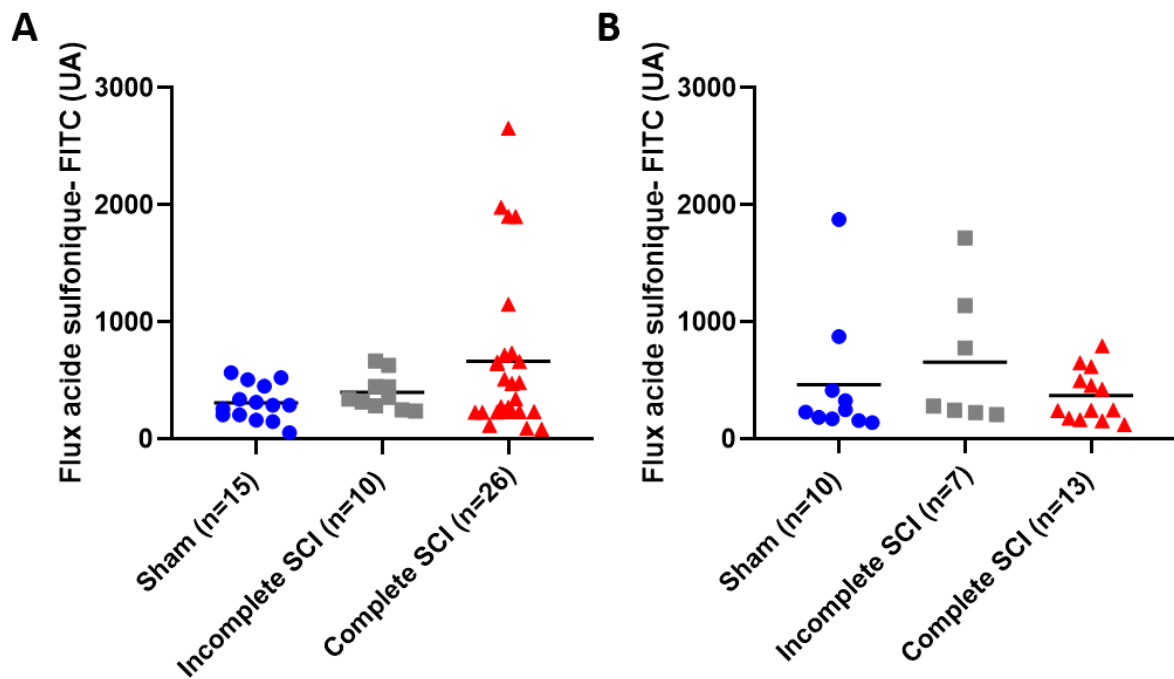 A
Flux acide sulfonique- FITC (UA)
3000
2000
1000
0
Sham (n=15)
Incomplete SCI (n=10)
Complete SCI (n=26)
B
Flux acide sulfonique- FITC (UA)
3000
2000
1000
0
Sham (n=10)
Incomplete SCI (n=7)
Complete SCI (n=13)